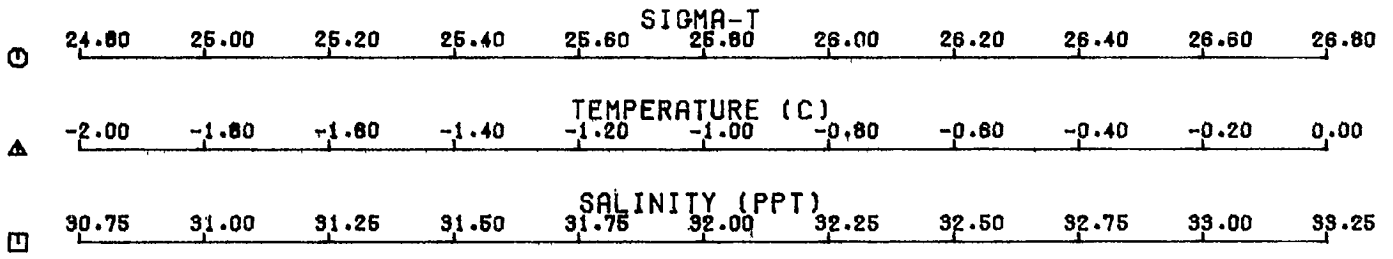 SIGMA-T
24.80 25.00 25.20 25.40 25.60 25.80 26.00 26.20 26.40 26.60 26.80
TEMPERATURE (C)
-2.00 -1.80 -1.60 -1.40 -1.20 -1.00 -0.80 -0.60 -0.40 -0.20 0.00
SALINITY (PPT)
30.75 31.00 31.25 31.50 31.75 32.00 32.25 32.50 32.75 33.00 33.25